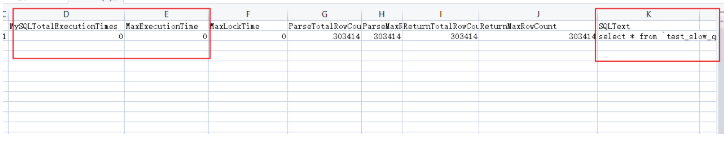 D E F G H I J K
MySQLTotalExecutionTimes MaxExecutionTime MaxLockTime ParseTotalRowCou ParseMaxR ReturnTotalRowCou ReturnMaxRowCount SQLText
1 0 0 0 303414 303414 303414 303414 select * from `test_slow_q